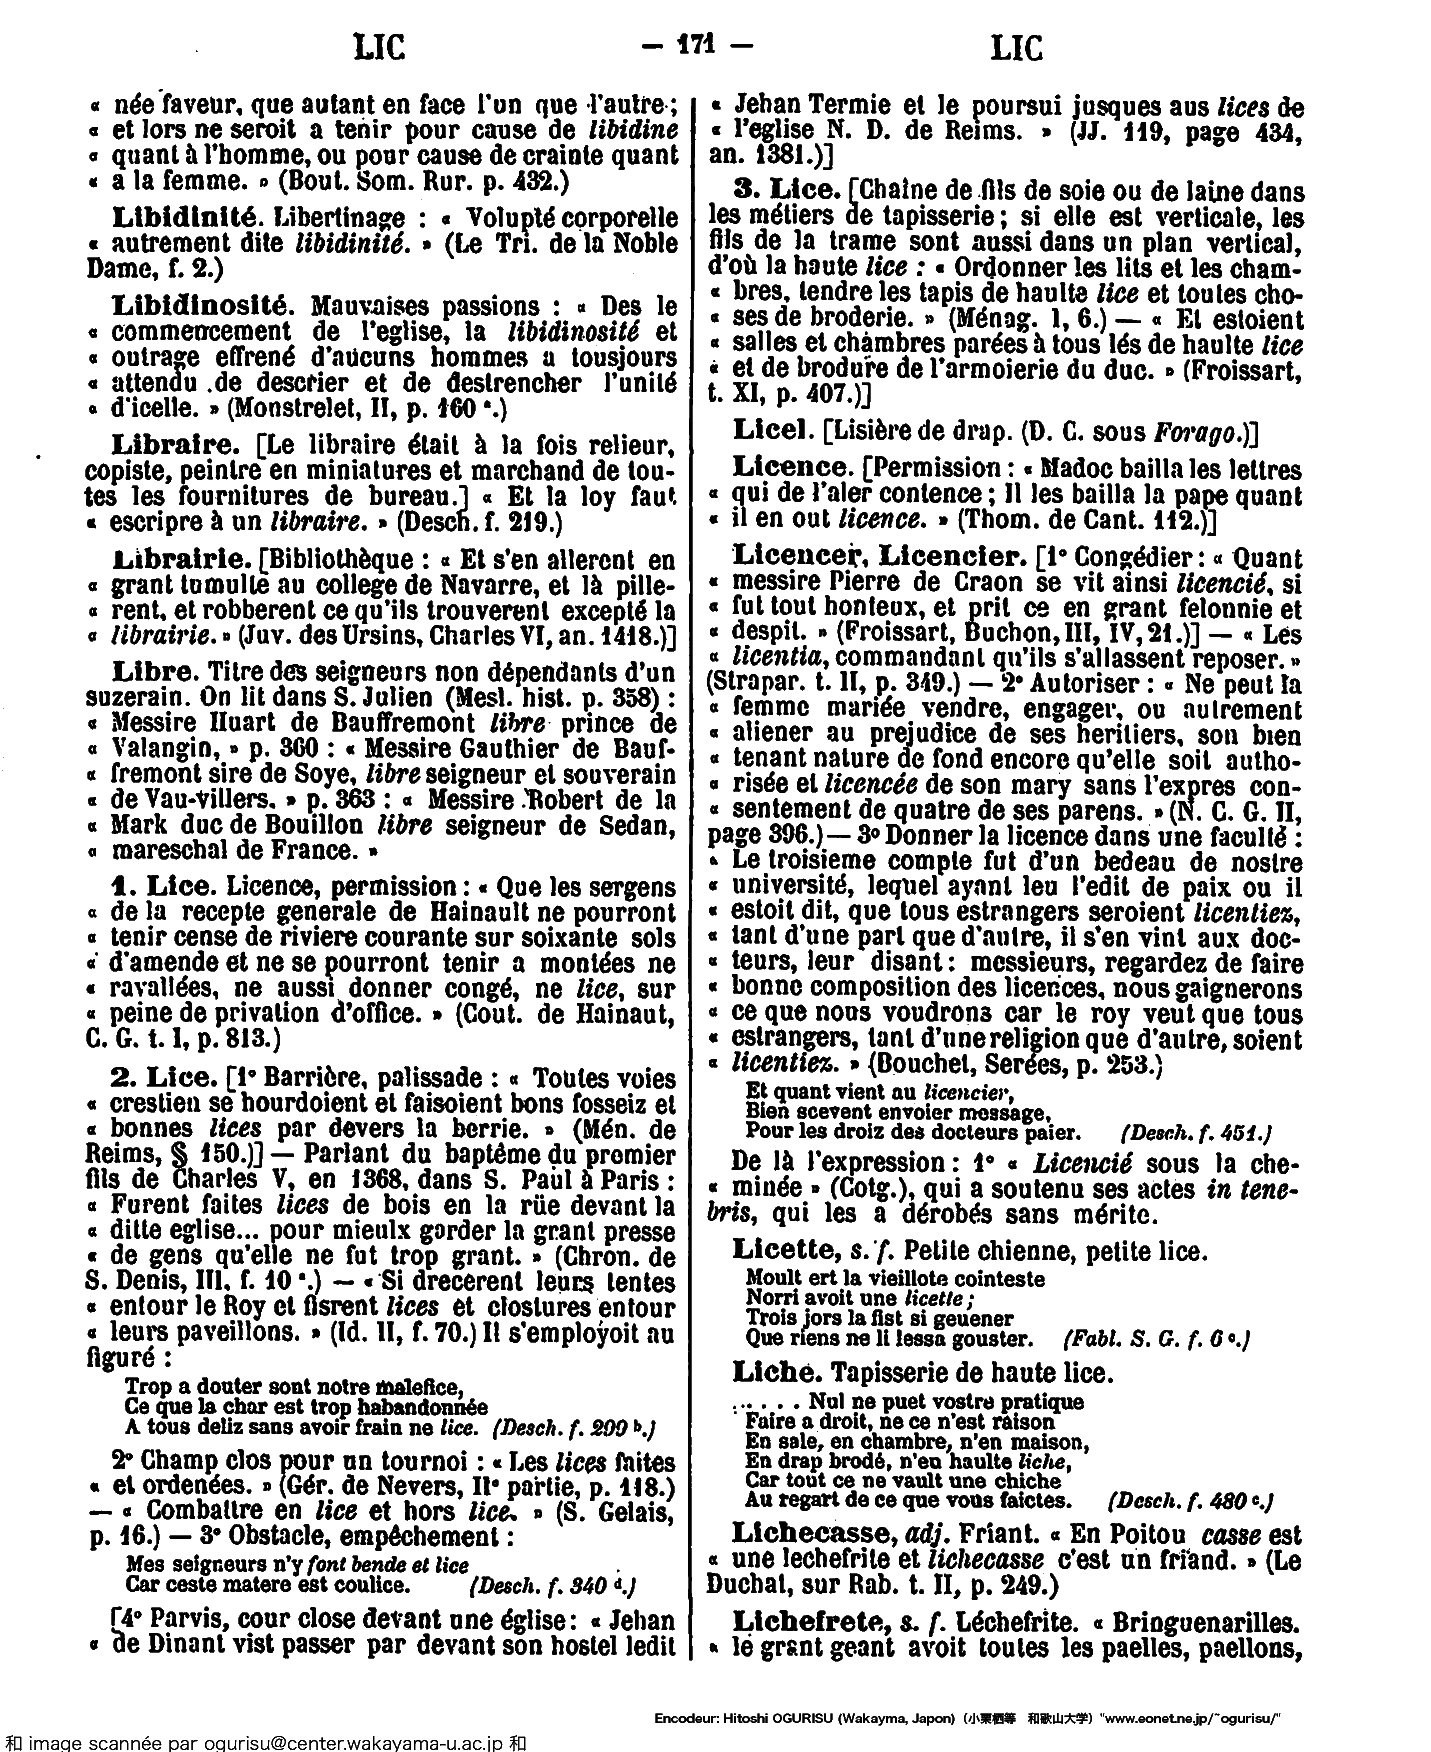 LIC — 171 — LIC
« née faveur, que autant en face l'un que l'autre ;
« et lors ne seroit a tenir pour cause de libidine
« quant à l'homme, ou pour cause de crainte quant
« a la femme. » (Bout. Som. Rur. p. 432.)
Libidinité. Libertinage : « Volupté corporelle
« autrement dite libidinité. » (Le Tri. de la Noble
Dame, f. 2.)
Libidinosité. Mauvaises passions : « Des le
« commencement de l'eglise, la libidinosité et
« outrage effrené d'aucuns hommes a tousjours
« attendu de descrier et de destrencher l'unité
« d'icelle. » (Monstrelet, II, p. 160 a.)
Libraire. [Le libraire était à la fois relieur,
copiste, peintre en miniatures et marchand de tou-
tes les fournitures de bureau.] « Et la loy faut
« escripre à un libraire. » (Desch. f. 219.)
Librairie. [Bibliothèque : « Et s'en allerent en
« grant tumulte au college de Navarre, et là pille-
« rent, et robberent ce qu'ils trouverent excepté la
« librairie. » (Juv. des Ursins, Charles VI, an. 1418.)]
Libre. Titre des seigneurs non dépendants d'un
suzerain. On lit dans S. Julien (Mesl. hist. p. 358) :
« Messire Huart de Bauffremont libre prince de
« Valangin, » p. 360 : « Messire Gauthier de Bauf-
« fremont sire de Soye, libre seigneur et souverain
« de Vau-villers. » p. 363 : « Messire Robert de la
« Mark duc de Bouillon libre seigneur de Sedan,
« mareschal de France. »
1. Lice. Licence, permission : « Que les sergens
« de la recepte generale de Hainault ne pourront
« tenir cense de riviere courante sur soixante sols
« d'amende et ne se pourront tenir a montées ne
« ravallées, ne aussi donner congé, ne lice, sur
« peine de privation d'office. » (Cout. de Hainaut,
C. G. t. I, p. 813.)
2. Lice. [1° Barrière, palissade : « Toutes voies
« crestien se hourdoient et faisoient bons fosseiz et
« bonnes lices par devers la berrie. » (Mén. de
Reims, § 150.)] — Parlant du baptême du premier
fils de Charles V, en 1368, dans S. Paul à Paris :
« Furent faites lices de bois en la rüe devant la
« ditte eglise... pour mieulx garder la grant presse
« de gens qu'elle ne fut trop grant. » (Chron. de
S. Denis, III, f. 10 a.) — « Si drecerent leurs tentes
« entour le Roy et fisrent lices et clostures entour
« leurs paveillons. » (Id. II, f. 70.) Il s'employoit au
figuré :
Trop a douter sont notre malefice,
Ce que la char est trop habandonnée
A tous deliz sans avoir frain ne lice. (Desch. f. 299 b.)
2° Champ clos pour un tournoi : « Les lices faites
« et ordenées. » (Gér. de Nevers, IIe partie, p. 118.)
— « Combattre en lice et hors lice. » (S. Gelais,
p. 16.) — 3° Obstacle, empêchement :
Mes seigneurs n'y font bende et lice
Car ceste matere est coulice. (Desch. f. 340 d.)
[4° Parvis, cour close devant une église : « Jehan
« de Dinant vist passer par devant son hostel ledit
« Jehan Termie et le poursui jusques aus lices de
« l'eglise N. D. de Reims. » (JJ. 119, page 434,
an. 1381.)]
3. Lice. [Chaîne de fils de soie ou de laine dans
les métiers de tapisserie ; si elle est verticale, les
fils de la trame sont aussi dans un plan vertical,
d'où la haute lice : « Ordonner les lits et les cham-
« bres, tendre les tapis de haulte lice et toutes cho-
« ses de broderie. » (Ménag. I, 6.) — « Et estoient
« salles et chambres parées à tous lés de haulte lice
« et de brodure de l'armoierie du duc. » (Froissart,
t. XI, p. 407.)]
Licel. [Lisière de drap. (D. C. sous Forago.)]
Licence. [Permission : « Madoc bailla les lettres
« qui de l'aler contence ; Il les bailla la pape quant
« il en out licence. » (Thom. de Cant. 112.)]
Licencer, Licencier. [1° Congédier : « Quant
« messire Pierre de Craon se vit ainsi licencié, si
« fut tout honteux, et prit ce en grant felonnie et
« despit. » (Froissart, Buchon, III, IV, 21.)] — « Les
« licentia, commandant qu'ils s'allassent reposer. »
(Strapar. t. II, p. 349.) — 2° Autoriser : « Ne peut la
« femme mariée vendre, engager, ou autrement
« aliener au prejudice de ses heritiers, son bien
« tenant nature de fond encore qu'elle soit autho-
« risée et licencée de son mary sans l'expres con-
« sentement de quatre de ses parens. » (N. C. G. II,
page 396.) — 3° Donner la licence dans une faculté :
« Le troisieme compte fut d'un bedeau de nostre
« université, lequel ayant leu l'edit de paix ou il
« estoit dit, que tous estrangers seroient licentiez,
« tant d'une part que d'autre, il s'en vint aux doc-
« teurs, leur disant : messieurs, regardez de faire
« bonne composition des licences, nous gaignerons
« ce que nous voudrons car le roy veut que tous
« estrangers, tant d'une religion que d'autre, soient
« licentiez. » (Bouchet, Serées, p. 253.)
Et quant vient au licencier,
Bien scevent envoier message,
Pour les droiz des docteurs paier. (Desch. f. 451.)
De là l'expression : 1° « Licencié sous la che-
« minée » (Cotg.), qui a soutenu ses actes in tene-
bris, qui les a dérobés sans mérite.
Licette, s. f. Petite chienne, petite lice.
Moult ert la vieillote cointeste
Norri avoit une licette ;
Trois jors la fist si geuener
Que riens ne li lessa gouster. (Fabl. S. G. f. 6 c.)
Liche. Tapisserie de haute lice.
...... Nul ne puet vostre pratique
Faire a droit, ne ce n'est raison
En sale, en chambre, n'en maison,
En drap brodé, n'en haulte liche,
Car tout ce ne vault une chiche
Au regart de ce que vous faictes. (Desch. f. 480 c.)
Lichecasse, adj. Friant. « En Poitou casse est
« une lechefrite et lichecasse c'est un friand. » (Le
Duchat, sur Rab. t. II, p. 249.)
Lichefrete, s. f. Léchefrite. « Bringuenarilles.
« le grant geant avoit toutes les paelles, paellons,
Encodeur: Hitoshi OGURISU (Wakayma, Japon) (小栗栖等 和歌山大学) "www.eonet.ne.jp/~ogurisu/"
和 image scannée par ogurisu@center.wakayama-u.ac.jp 和